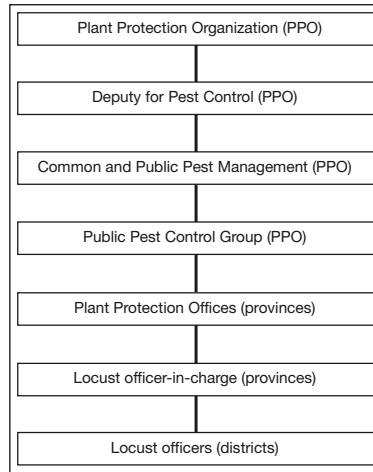 Plant Protection Organization (PPO)
Deputy for Pest Control (PPO)
Common and Public Pest Management (PPO)
Public Pest Control Group (PPO)
Plant Protection Offices (provinces)
Locust officer-in-charge (provinces)
Locust officers (districts)